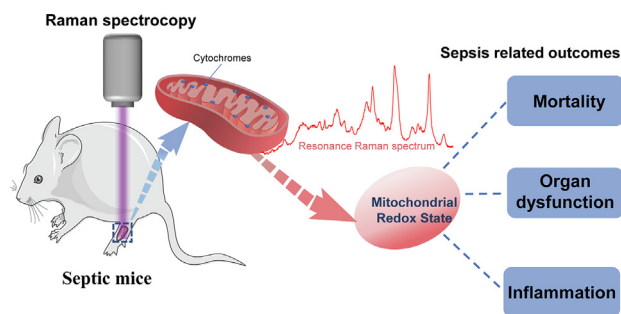 Raman spectrocopy
Cytochromes
Sepsis related outcomes
Resonance Raman spectrum
Mortality
Mitochondrial
Redox State
Organ
dysfunction
Septic mice
Inflammation